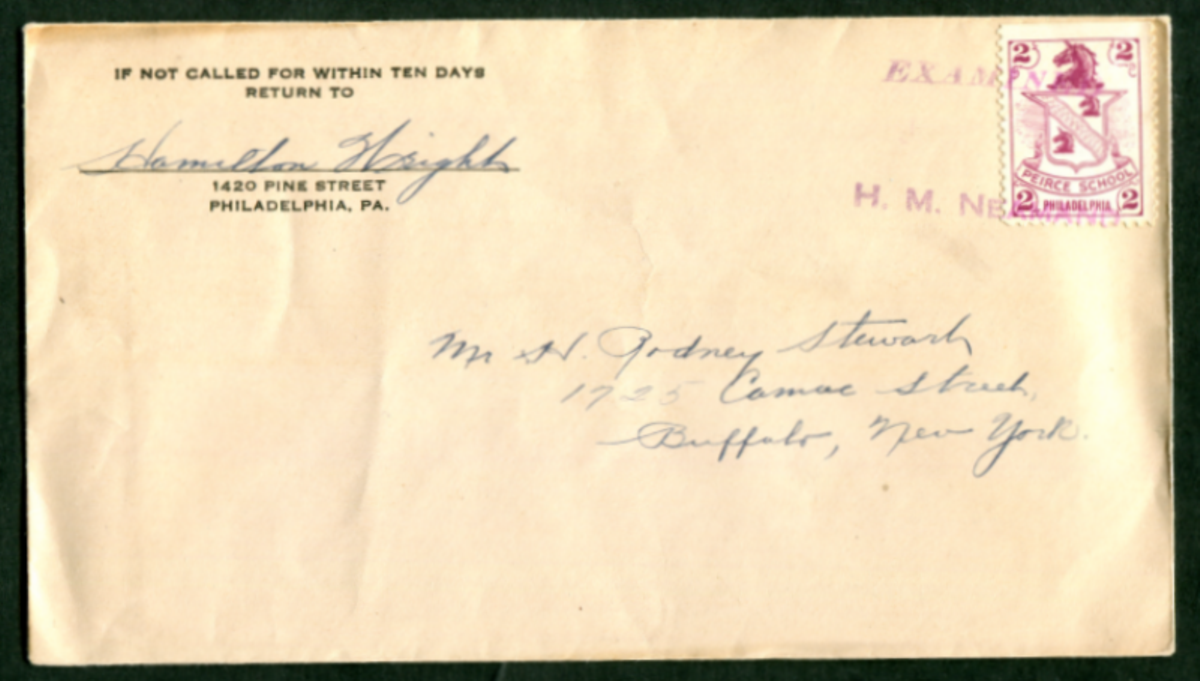 IF NOT CALLED FOR WITHIN TEN DAYS
RETURN TO
Hamilton Wright
1420 PINE STREET
PHILADELPHIA, PA.
2 2
PEIRCE SCHOOL
2 PHILADELPHIA 2
H. M.
Mr H. Rodney Stewart
1725 Camac Street,
Buffalo, New York.